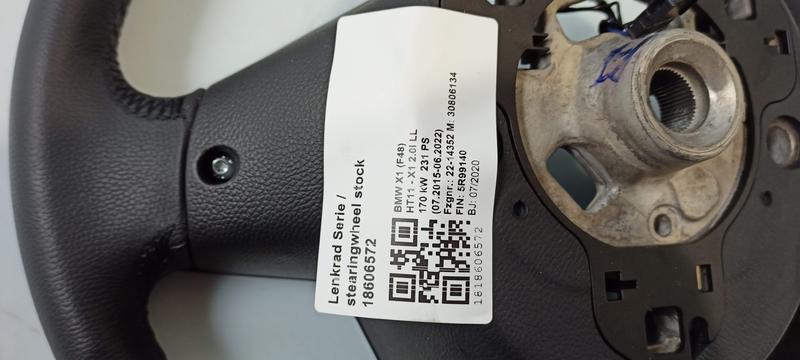 Lenkrad Serie /
stearingwheel stock
18606572
BMW X1 (F48)
HT11 - X1 2.0i LL
170 kW 231 PS
(07.2015-06.2022)
Fzgnr.: 22-14352 M: 30806134
FIN: 5R99140
BJ: 07/2020
1618606572